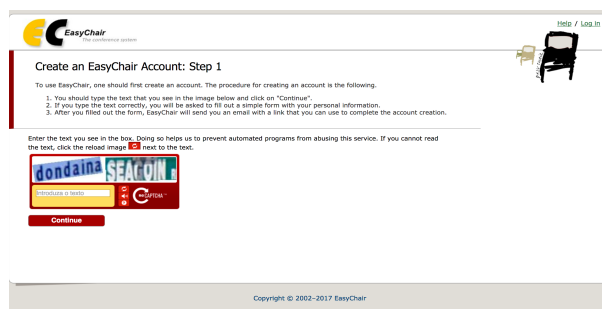 EasyChair
The conference system
Help / Log in
Create an EasyChair Account: Step 1
To use EasyChair, one should first create an account. The procedure for creating an account is the following.
1. You should type the text that you see in the image below and click on "Continue".
2. If you type the text correctly, you will be asked to fill out a simple form with your personal information.
3. After you filled out the form, EasyChair will send you an email with a link that you can use to complete the account creation.
Enter the text you see in the box. Doing so helps us to prevent automated programs from abusing this service. If you cannot read
the text, click the reload image next to the text.
dondaina SEAGOIN
Introduza o texto
reCAPTCHA™
Continue
Copyright © 2002–2017 EasyChair